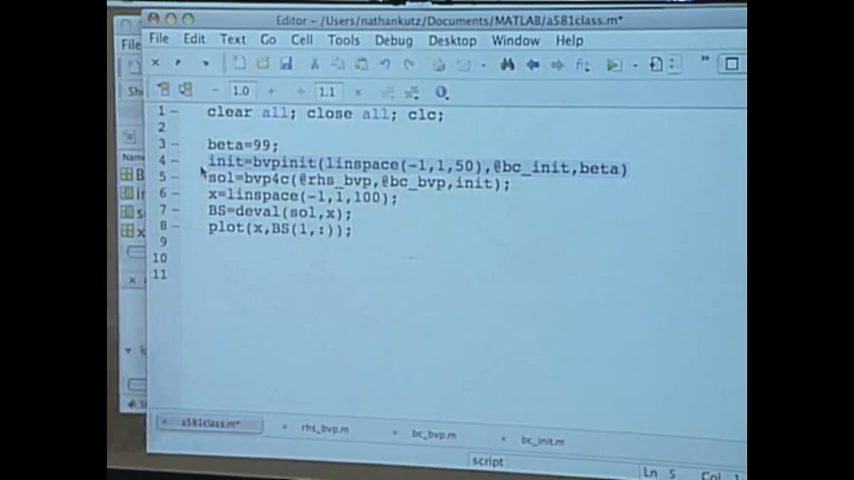 Editor – /Users/nathankutz/Documents/MATLAB/a581class.m*
File Edit Text Go Cell Tools Debug Desktop Window Help
1.0
1.1
1 clear all; close all; clc;
2
3 beta=99;
4 init=bvpinit(linspace(-1,1,50),@bc_init,beta)
5 sol=bvp4c(@rhs_bvp,@bc_bvp,init);
6 x=linspace(-1,1,100);
7 BS=deval(sol,x);
8 plot(x,BS(1,:));
9
10
11
a581class.m* rhs_bvp.m bc_bvp.m bc_init.m
script
Ln 5